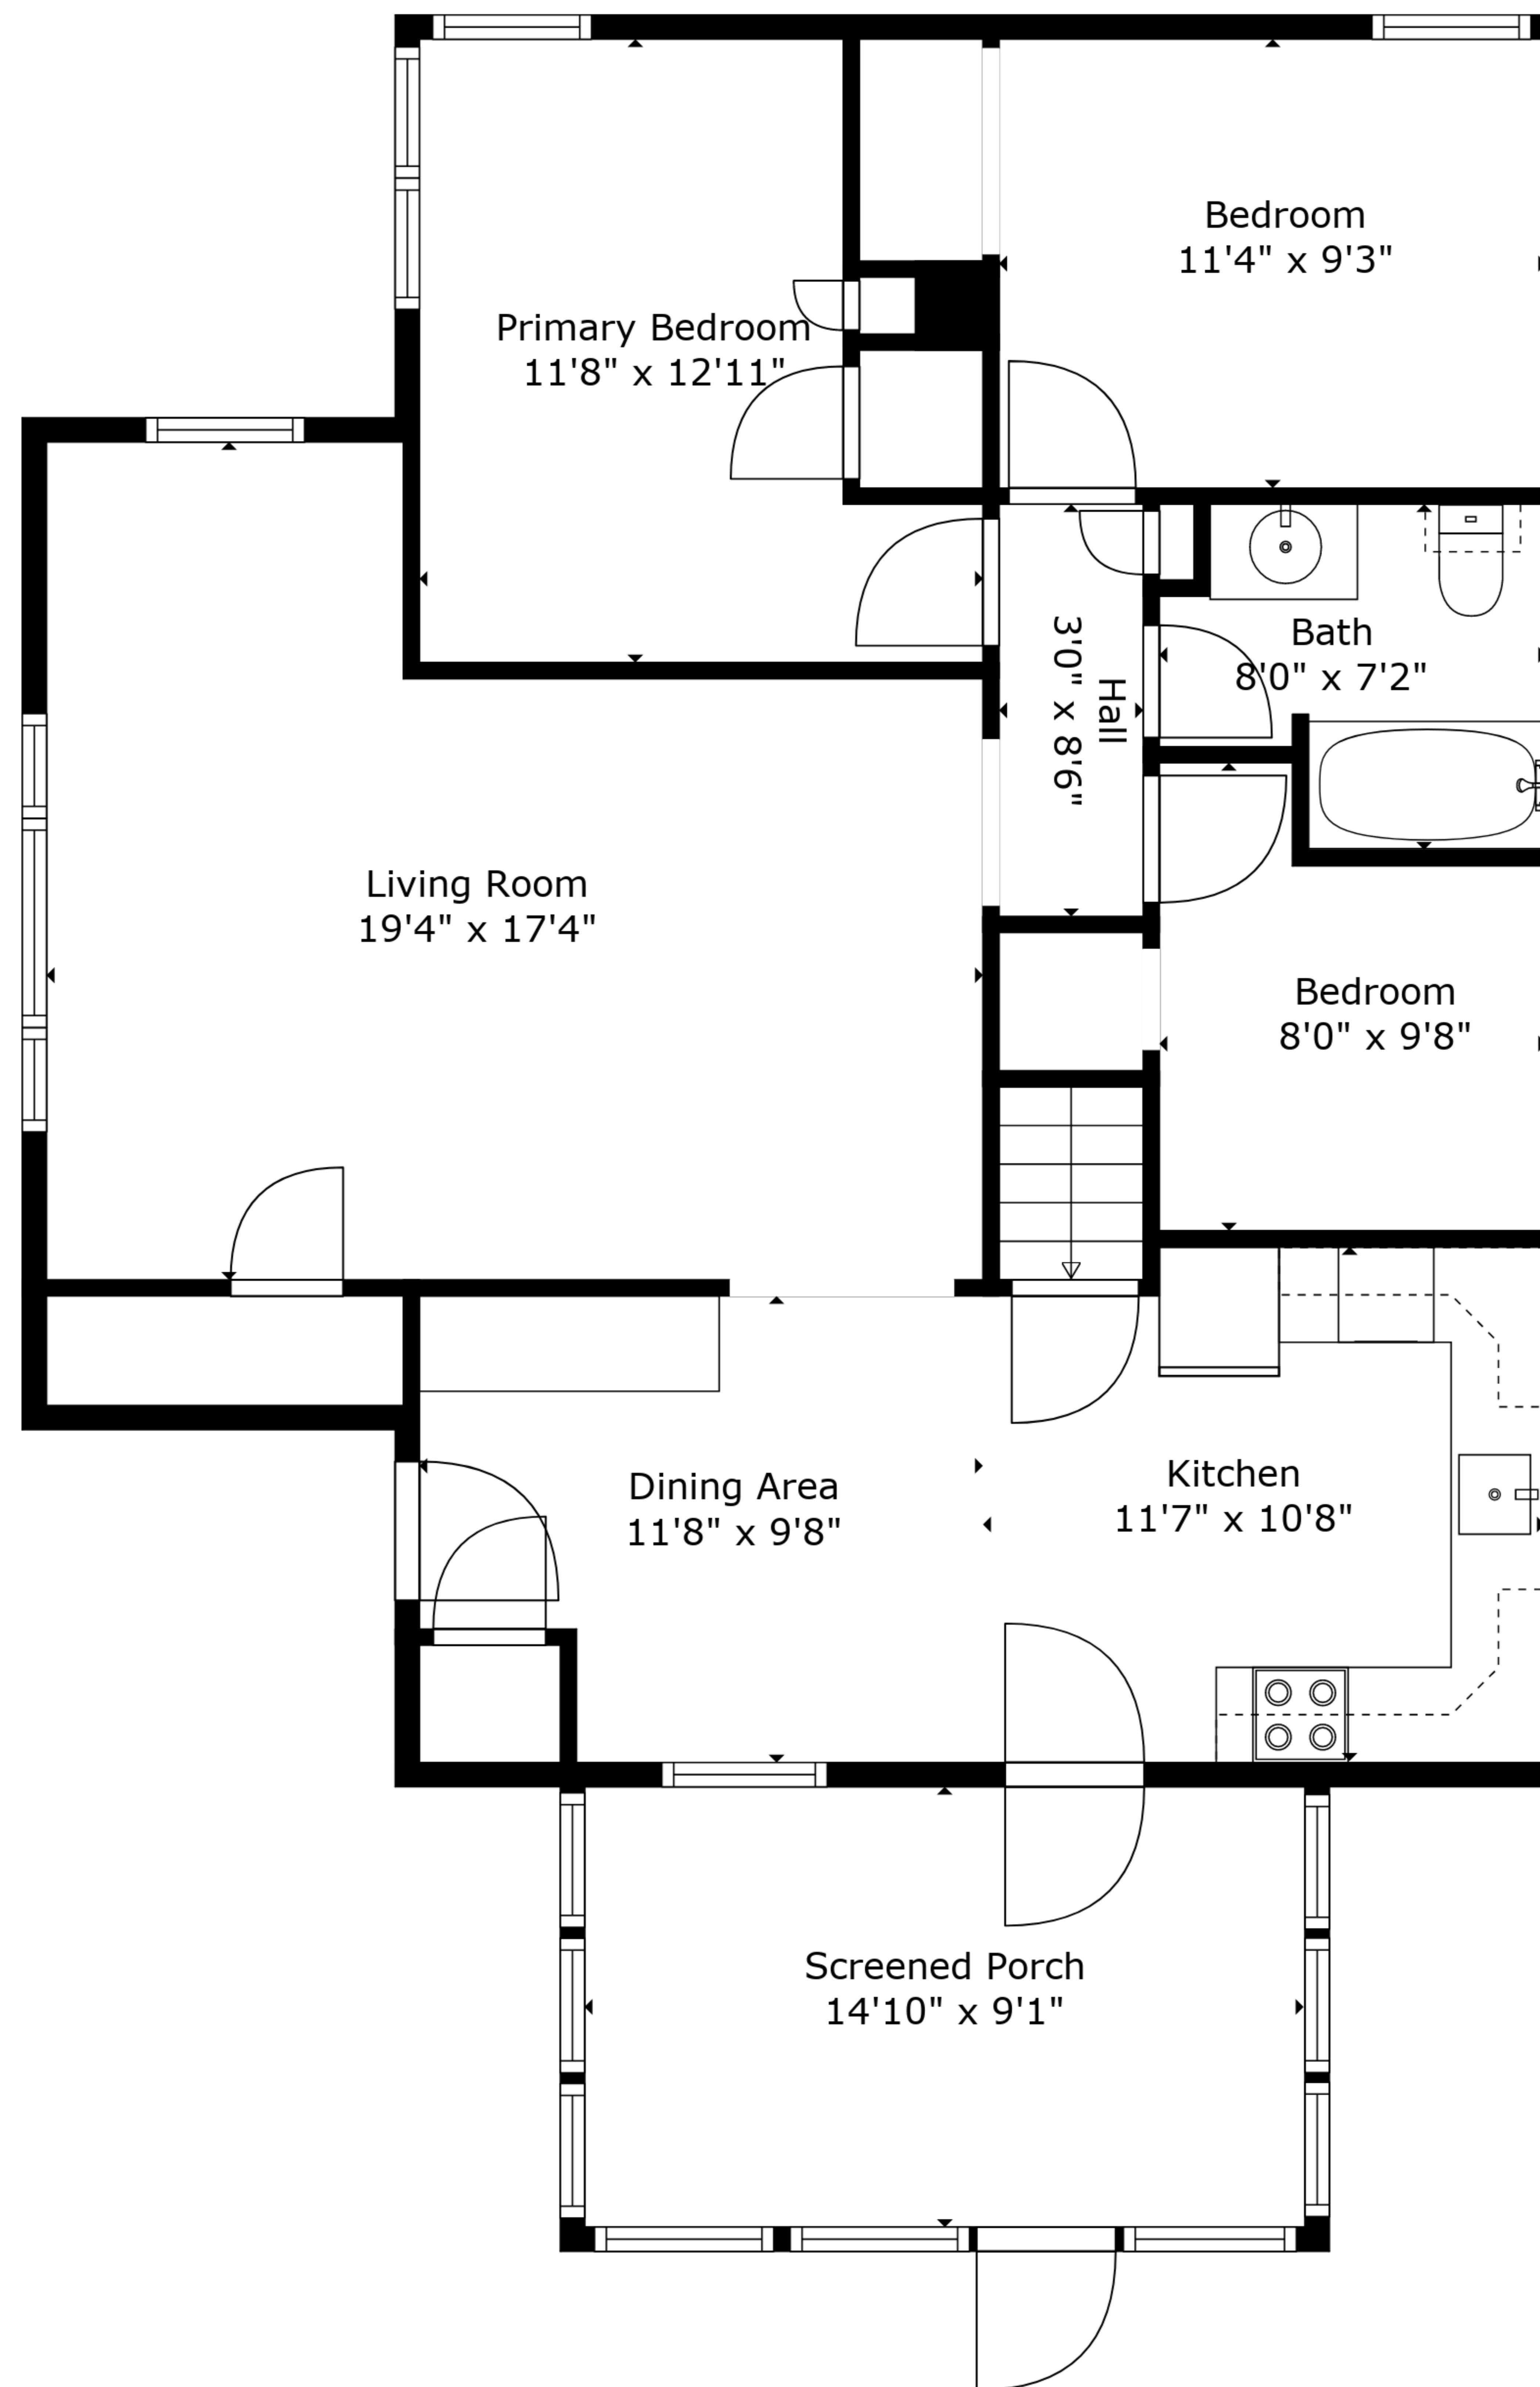 Bedroom
11'4" x 9'3"
Primary Bedroom
11'8" x 12'11"
Bath
8'0" x 7'2"
Hall
3'0" x 8'6"
Living Room
19'4" x 17'4"
Bedroom
8'0" x 9'8"
Dining Area
11'8" x 9'8"
Kitchen
11'7" x 10'8"
Screened Porch
14'10" x 9'1"